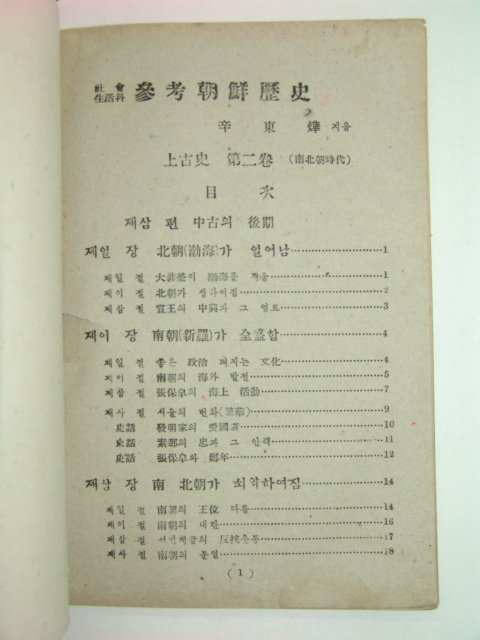 社會生活科 參考朝鮮歷史
辛東燁 지음
上古史 第二卷 (南北朝時代)
目次
제삼 편 中古의 後期
제일 장 北朝(渤海)가 일어남 1
제일 절 大祚榮이 渤海를 세움 1
제이 절 北朝가 성하여짐 2
제삼 절 宣王의 中興과 그 영토 3
제이 장 南朝(新羅)가 全盛함 4
제일 절 좋은 政治 퍼지는 文化 4
제이 절 南朝의 海外 발전 5
제삼 절 張保皐의 海上 活動 7
제사 절 서울의 번화(繁華) 9
史話 發明家의 愛國者 10
史話 素那의 忠과 그 안해 11
史話 張保皐와 鄭年 12
제삼 장 南 北朝가 쇠약하여짐 14
제일 절 南朝의 王位 다툼 14
제이 절 南朝의 내란 16
제삼 절 서민계급의 反抗운동 17
제사 절 南朝의 분열 18
(1)